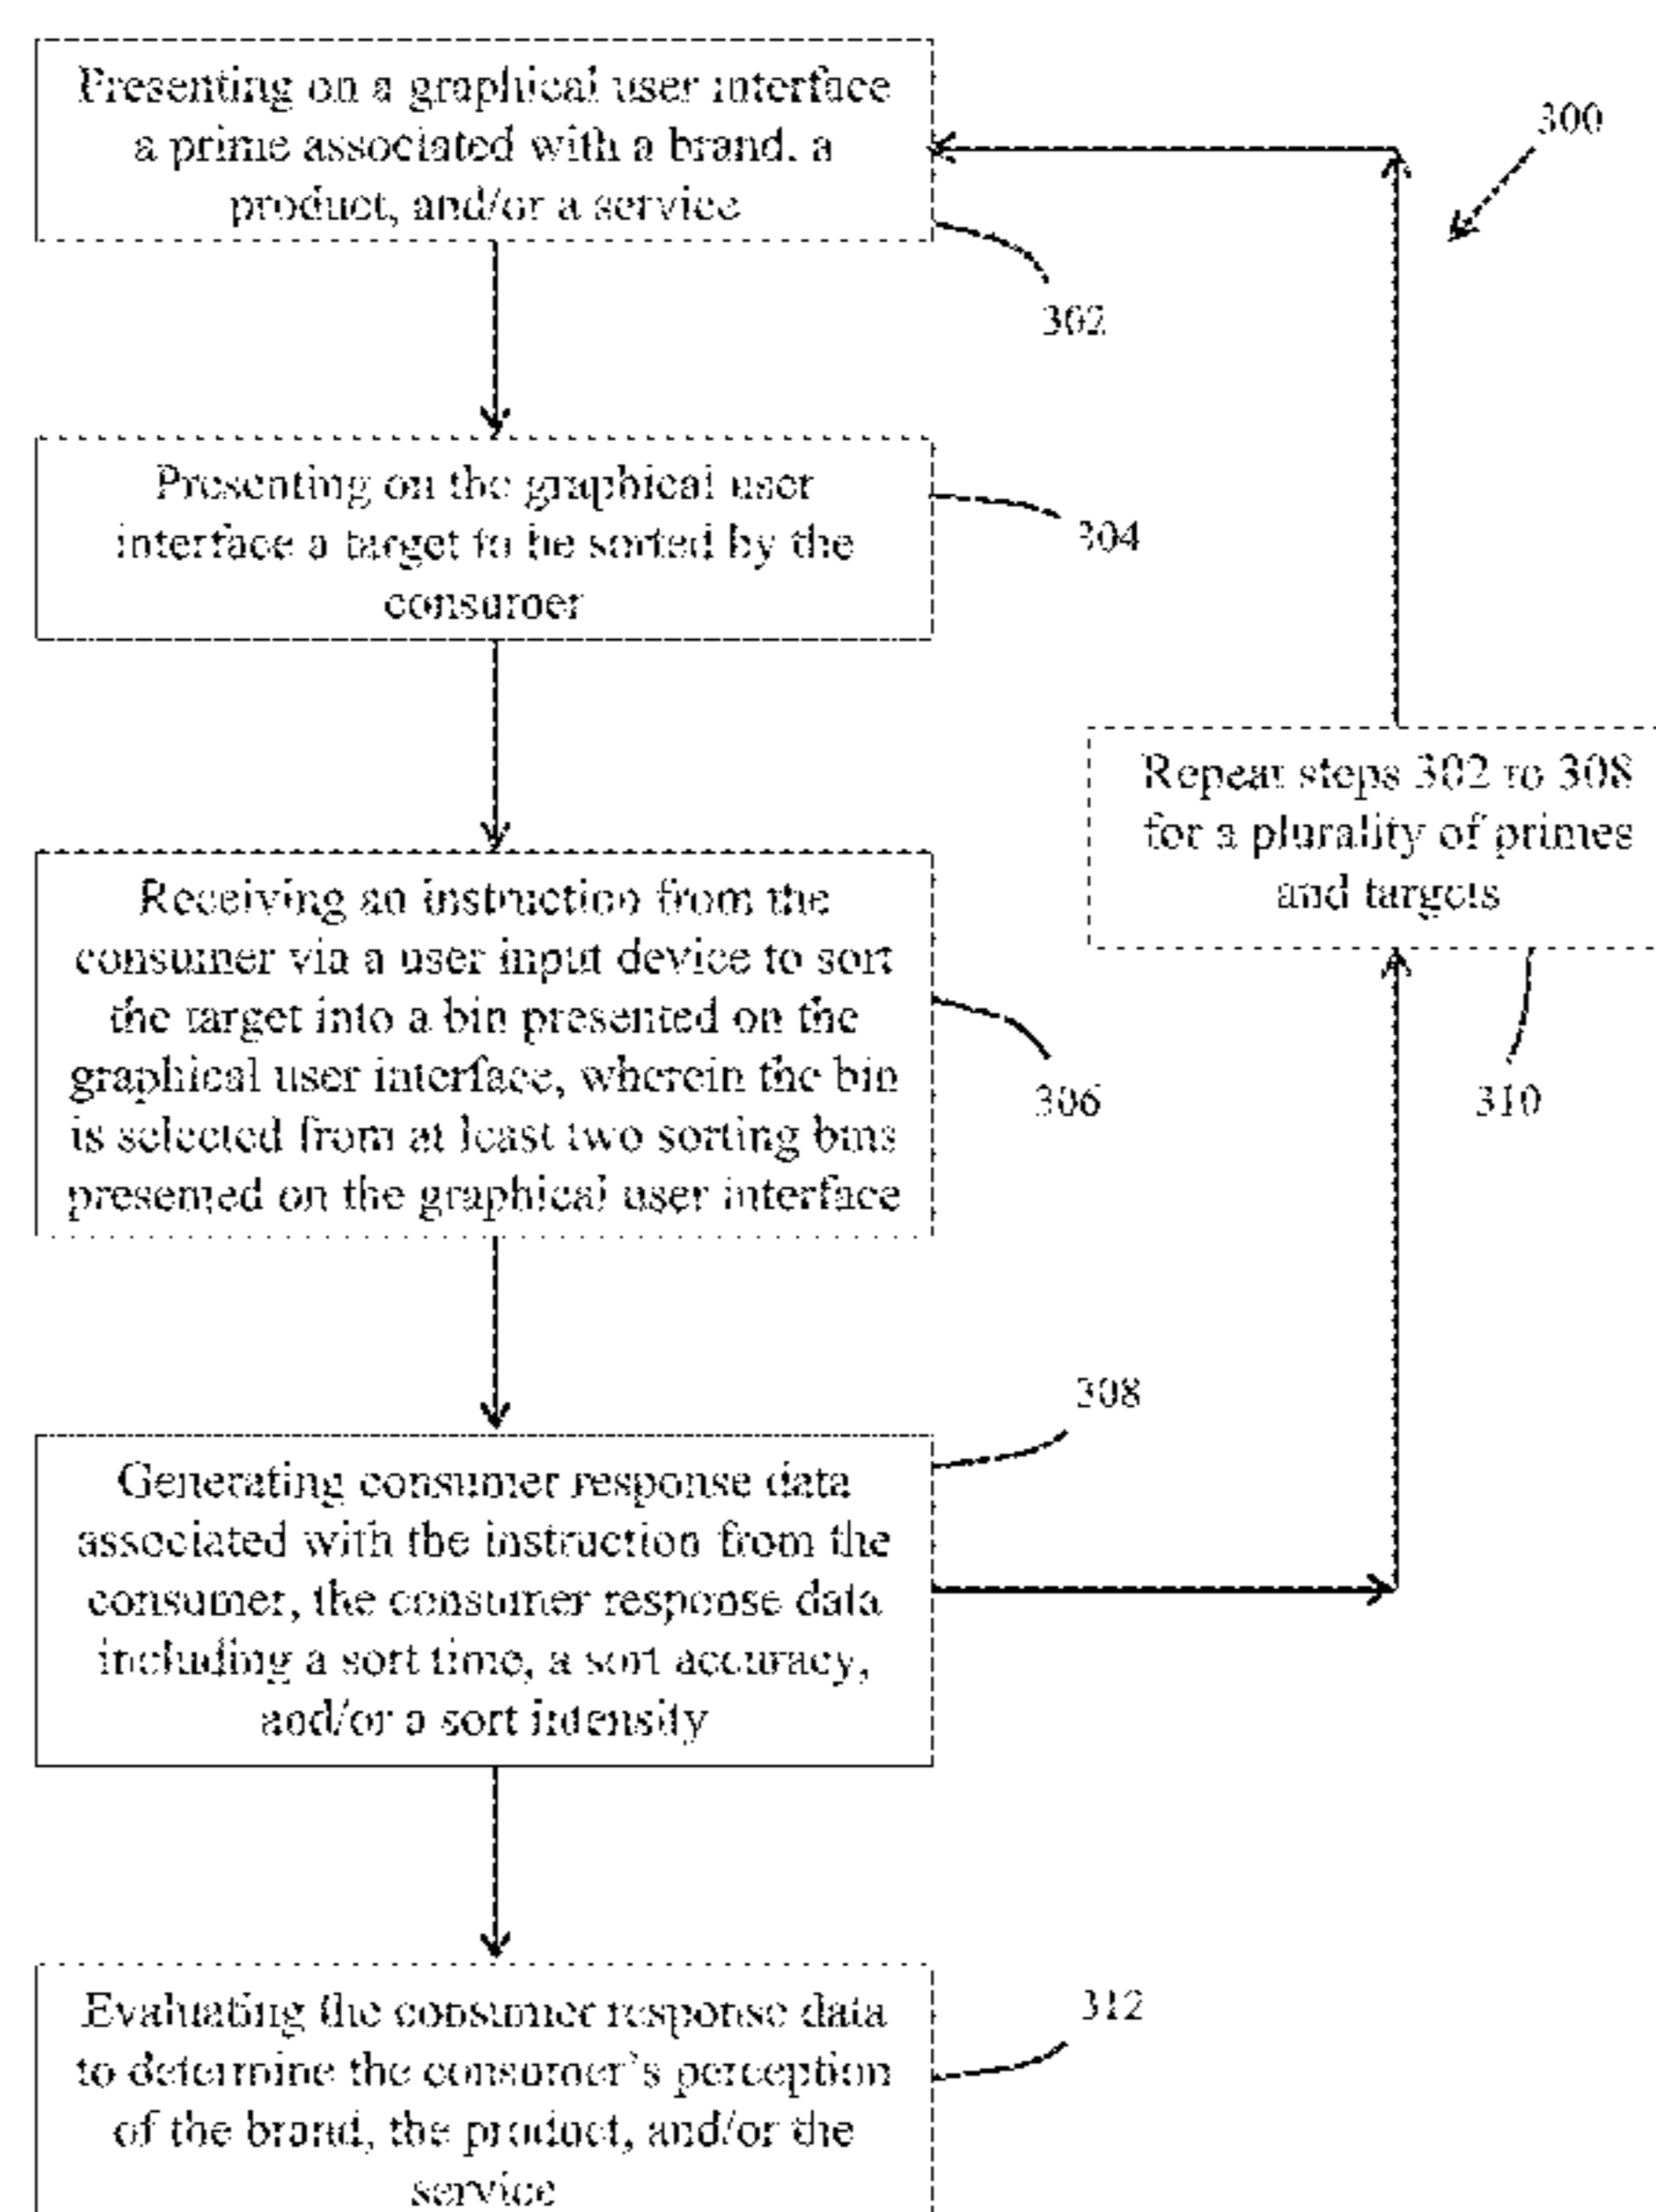 Presenting on a graphical user interface
a prime associated with a brand, a
product, and/or a service
300
302
Presenting on the graphical user
interface a target to be sorted by the
consumer
304
Repeat steps 302 to 308
for a plurality of primes
and targets
310
Receiving an instruction from the
consumer via a user input device to sort
the target into a bin presented on the
graphical user interface, wherein the bin
is selected from at least two sorting bins
presented on the graphical user interface
306
308
Generating consumer response data
associated with the instruction from the
consumer, the consumer response data
including a sort time, a sort accuracy,
and/or a sort intensity
Evaluating the consumer response data
to determine the consumer's perception
of the brand, the product, and/or the
service
312